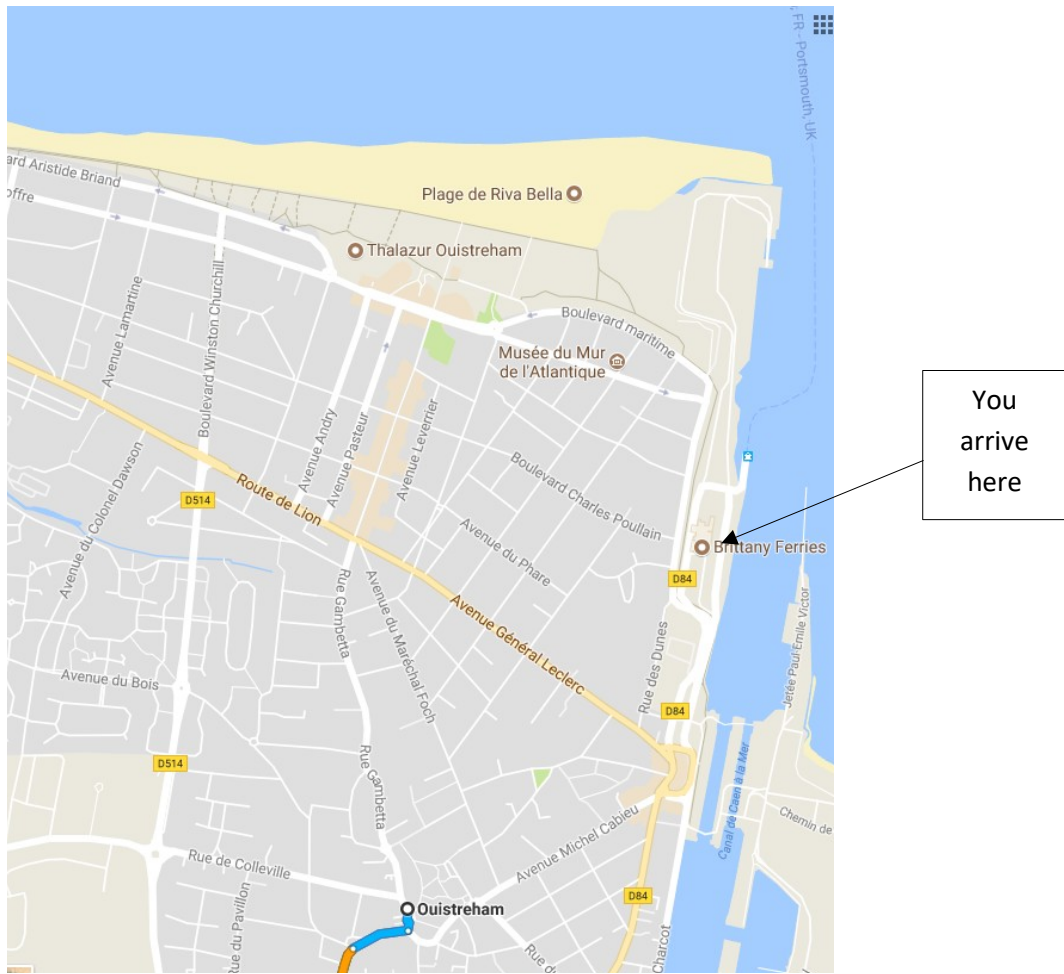 , FR - Portsmouth, UK
ard Aristide Briand
offre
Plage de Riva Bella
Thalazur Ouistreham
Avenue Lamartine
Boulevard Winston Churchill
Boulevard maritime
Musée du Mur
de l'Atlantique
You
arrive
here
Avenue Andry
Avenue Pasteur
Avenue Leverrier
Avenue du Colonel Dawson
D514
Route de Lion
Boulevard Charles Poullain
Brittany Ferries
Avenue du Phare
D84
Rue Gambetta
Avenue du Maréchal Foch
Avenue Général Leclerc
Rue des Dunes
Jetée Paul Emile Victor
Avenue du Bois
D84
D514
Rue Gambetta
Canal de Caen à la Mer
Chemin de
Avenue Michel Cabieu
Rue de Colleville
D84
Ouistreham
Rue du Pavillon
Rue du
Charcot